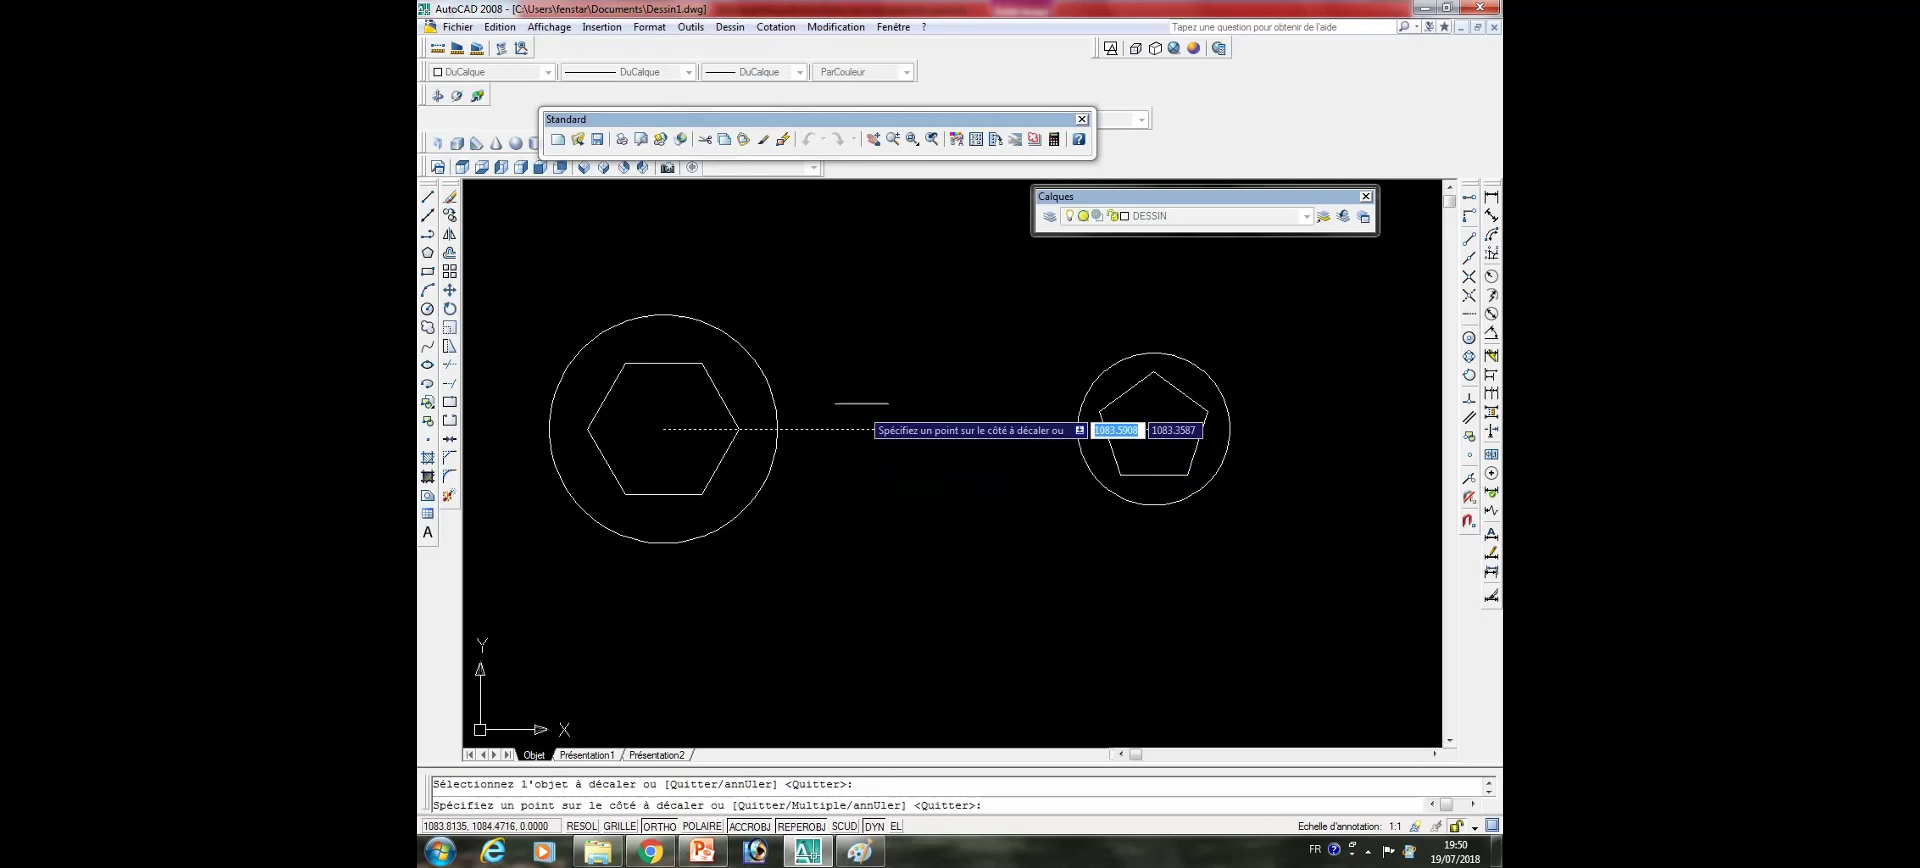 AutoCAD 2008 - [C:\Users\fenstar\Documents\Dessin1.dwg]
Fichier Edition Affichage Insertion Format Outils Dessin Cotation Modification Fenêtre ?
Tapez une question pour obtenir de l'aide
DuCalque DuCalque DuCalque ParCouleur
Standard
Calques
DESSIN
Spécifiez un point sur le côté à décaler ou 1083.5908 1083.3587
A
Y
X
Objet Présentation1 Présentation2
Sélectionnez l'objet à décaler ou [Quitter/annUler] <Quitter>:
Spécifiez un point sur le côté à décaler ou [Quitter/Multiple/annUler] <Quitter>:
1083.8135, 1084.4716, 0.0000 RESOL GRILLE ORTHO POLAIRE ACCROBJ REPEROBJ SCUD DYN EL
Echelle d'annotation: 1:1
FR
19:50
19/07/2018